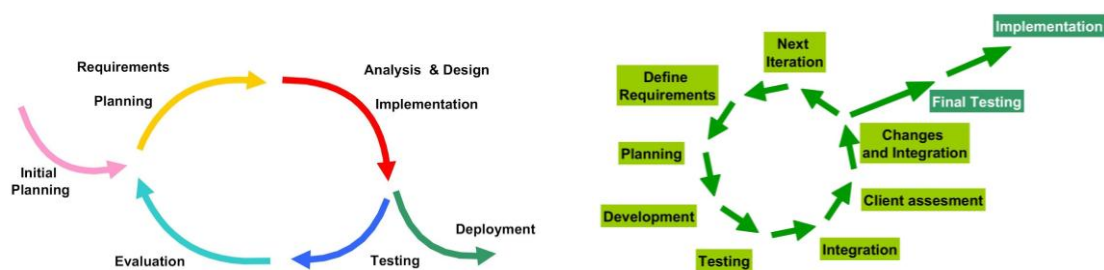 Requirements
Planning
Analysis & Design
Implementation
Initial
Planning
Evaluation
Testing
Deployment
Implementation
Next
Iteration
Define
Requirements
Final Testing
Changes
and Integration
Planning
Client assesment
Development
Integration
Testing